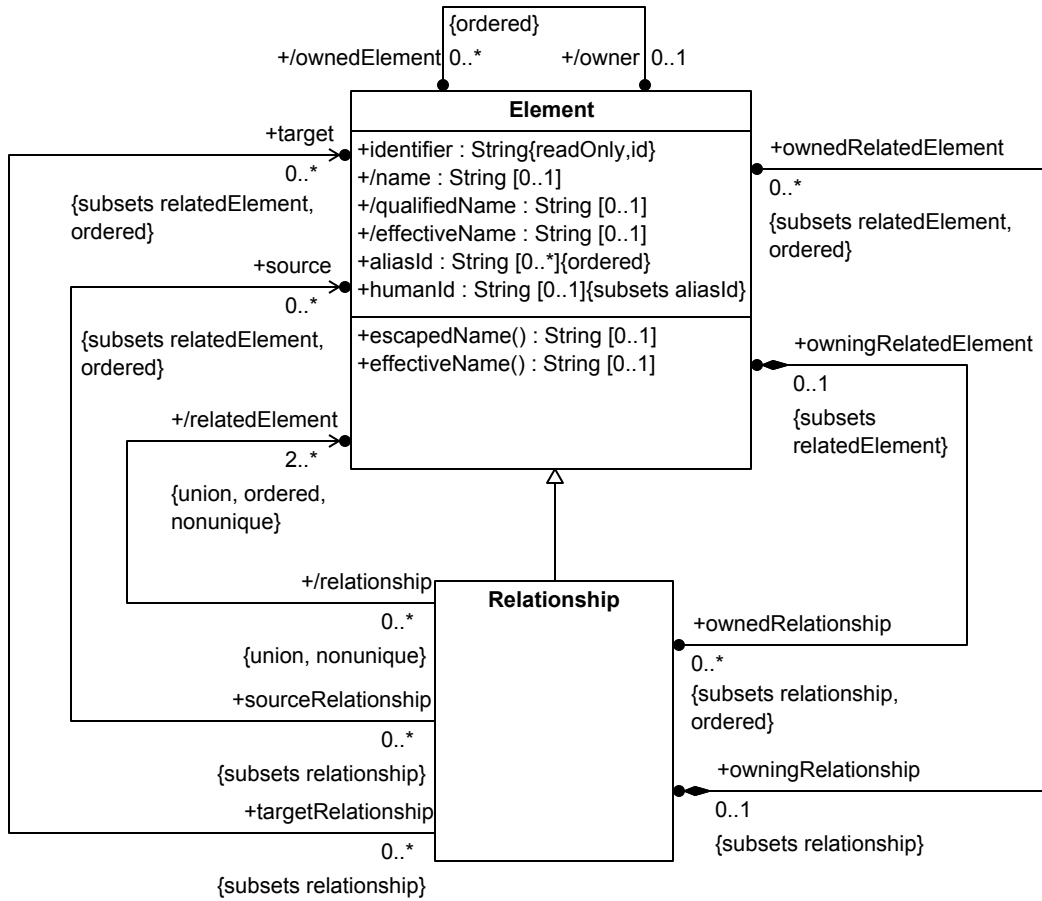 {ordered}
+/ownedElement 0..*
+/owner 0..1
Element
+identifier : String{readOnly,id}
+/name : String [0..1]
+/qualifiedName : String [0..1]
+/effectiveName : String [0..1]
+aliasId : String [0..*]{ordered}
+humanId : String [0..1]{subsets aliasId}
+escapedName() : String [0..1]
+effectiveName() : String [0..1]
+target
0..*
{subsets relatedElement,
ordered}
+source
0..*
{subsets relatedElement,
ordered}
+/relatedElement
2..*
{union, ordered,
nonunique}
+ownedRelatedElement
0..*
{subsets relatedElement,
ordered}
+owningRelatedElement
0..1
{subsets
relatedElement}
Relationship
+/relationship
0..*
{union, nonunique}
+sourceRelationship
0..*
{subsets relationship}
+targetRelationship
0..*
{subsets relationship}
+ownedRelationship
0..*
{subsets relationship,
ordered}
+owningRelationship
0..1
{subsets relationship}